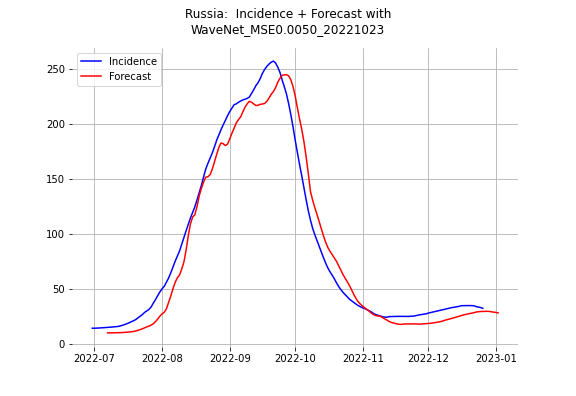 Russia:  Incidence + Forecast with
WaveNet_MSE0.0050_20221023
Incidence
Forecast
250
200
150
100
50
0
2022-07 2022-08 2022-09 2022-10 2022-11 2022-12 2023-01